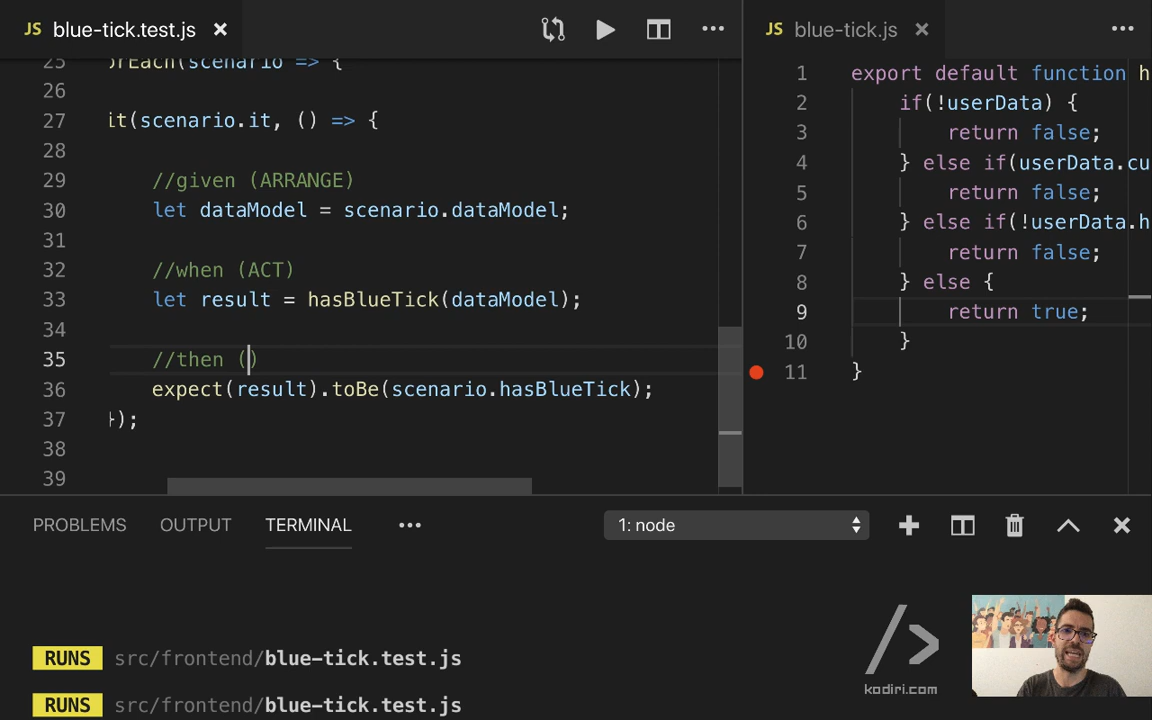 JS blue-tick.test.js
25 orEach(scenario => {
26
27 it(scenario.it, () => {
28
29 //given (ARRANGE)
30 let dataModel = scenario.dataModel;
31
32 //when (ACT)
33 let result = hasBlueTick(dataModel);
34
35 //then ()
36 expect(result).toBe(scenario.hasBlueTick);
37 });
38
39
JS blue-tick.js
1 export default function h
2 if(!userData) {
3 return false;
4 } else if(userData.cu
5 return false;
6 } else if(!userData.h
7 return false;
8 } else {
9 return true;
10 }
11 }
PROBLEMS OUTPUT TERMINAL
1: node
RUNS src/frontend/blue-tick.test.js
RUNS src/frontend/blue-tick.test.js
kodiri.com